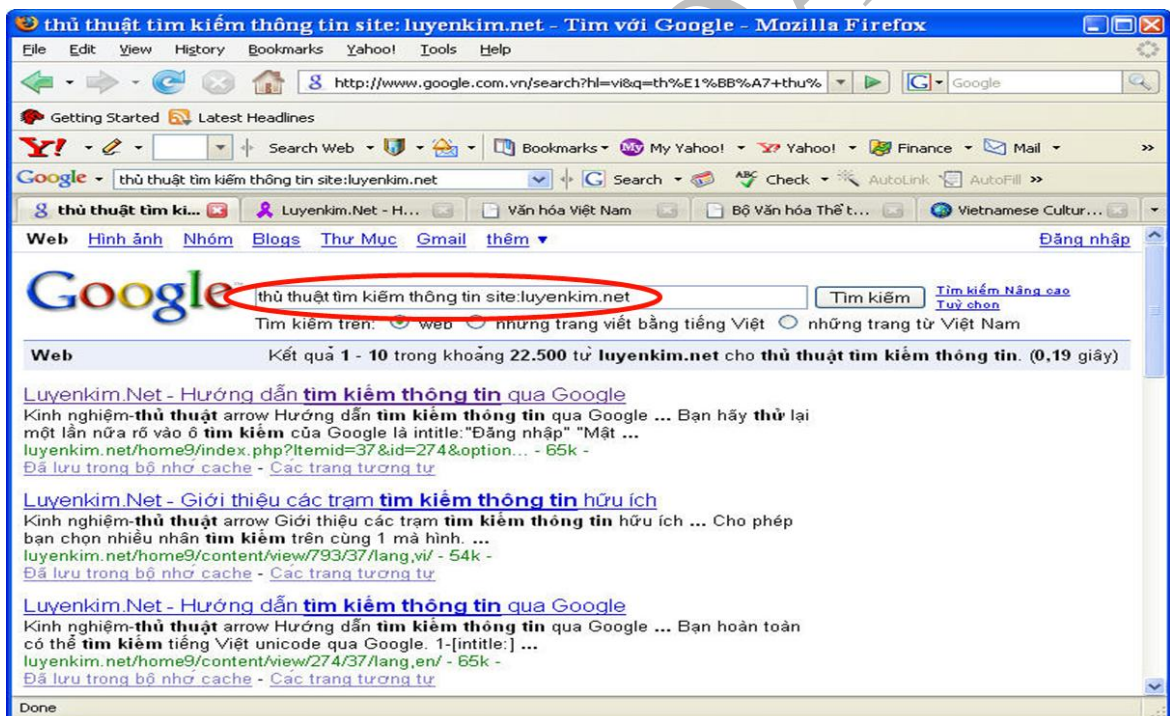 thủ thuật tìm kiếm thông tin site:luyenkim.net - Tìm với Google - Mozilla Firefox
File Edit View History Bookmarks Yahoo! Tools Help
http://www.google.com.vn/search?hl=vi&q=th%E1%BB%A7+thu% Google
Getting Started Latest Headlines
Y! Search Web Bookmarks My Yahoo! Yahoo! Finance Mail »
Google thủ thuật tìm kiếm thông tin site:luyenkim.net Search Check AutoLink AutoFill »
thủ thuật tìm ki... Luyenkim.Net - H... Văn hóa Việt Nam Bộ Văn hóa Thể t... Vietnamese Cultur...
Web Hình ảnh Nhóm Blogs Thư Mục Gmail thêm ▼ Đăng nhập
Google thủ thuật tìm kiếm thông tin site:luyenkim.net Tìm kiếm Tìm kiếm Nâng cao
Tuỳ chọn
Tìm kiếm trên: web những trang viết bằng tiếng Việt những trang từ Việt Nam
Web Kết quả 1 - 10 trong khoảng 22.500 từ luyenkim.net cho thủ thuật tìm kiếm thông tin. (0,19 giây)
Luyenkim.Net - Hướng dẫn tìm kiếm thông tin qua Google
Kinh nghiệm-thủ thuật arrow Hướng dẫn tìm kiếm thông tin qua Google ... Bạn hãy thử lại
một lần nữa rõ vào ô tìm kiếm của Google là intitle:"Đăng nhập" "Mật ...
luyenkim.net/home9/index.php?Itemid=37&id=274&option... - 65k -
Đã lưu trong bộ nhớ cache - Các trang tương tự
Luyenkim.Net - Giới thiệu các trạm tìm kiếm thông tin hữu ích
Kinh nghiệm-thủ thuật arrow Giới thiệu các trạm tìm kiếm thông tin hữu ích ... Cho phép
bạn chọn nhiều nhân tìm kiếm trên cùng 1 mà hình. ...
luyenkim.net/home9/content/view/793/37/lang,vi/ - 54k -
Đã lưu trong bộ nhớ cache - Các trang tương tự
Luyenkim.Net - Hướng dẫn tìm kiếm thông tin qua Google
Kinh nghiệm-thủ thuật arrow Hướng dẫn tìm kiếm thông tin qua Google ... Bạn hoàn toàn
có thể tìm kiếm tiếng Việt unicode qua Google. 1-[intitle:] ...
luyenkim.net/home9/content/view/274/37/lang,en/ - 65k -
Đã lưu trong bộ nhớ cache - Các trang tương tự
Done